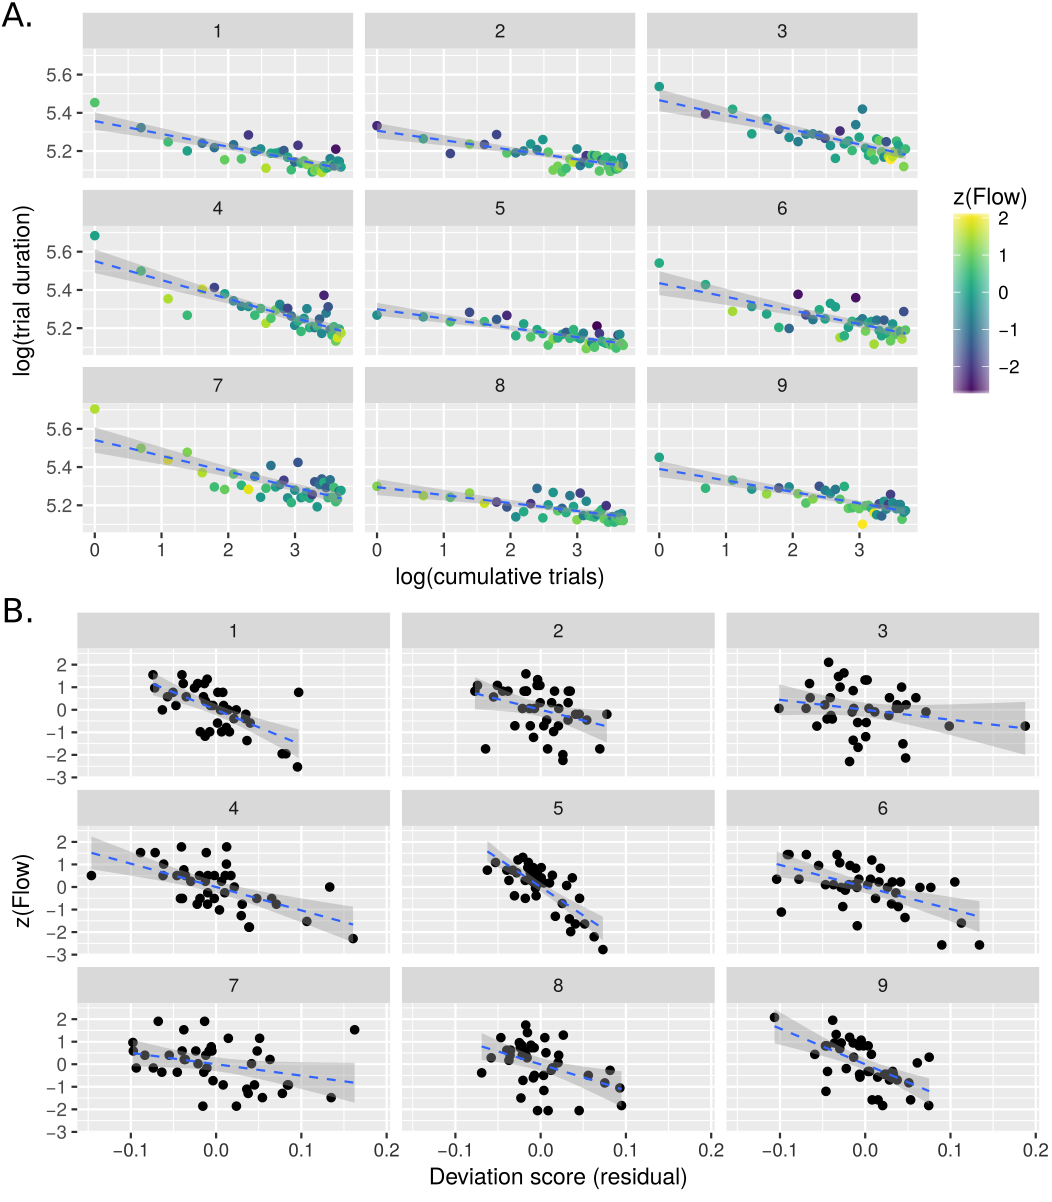 A.
1 2 3
5.6
5.4
5.2
4 5 6
5.6
5.4
5.2
7 8 9
5.6
5.4
5.2
0 1 2 3 0 1 2 3 0 1 2 3
log(trial duration)
log(cumulative trials)
z(Flow)
2
1
0
−1
−2
B.
1 2 3
2
1
0
−1
−2
−3
4 5 6
2
1
0
−1
−2
−3
7 8 9
2
1
0
−1
−2
−3
−0.1 0.0 0.1 0.2 −0.1 0.0 0.1 0.2 −0.1 0.0 0.1 0.2
z(Flow)
Deviation score (residual)